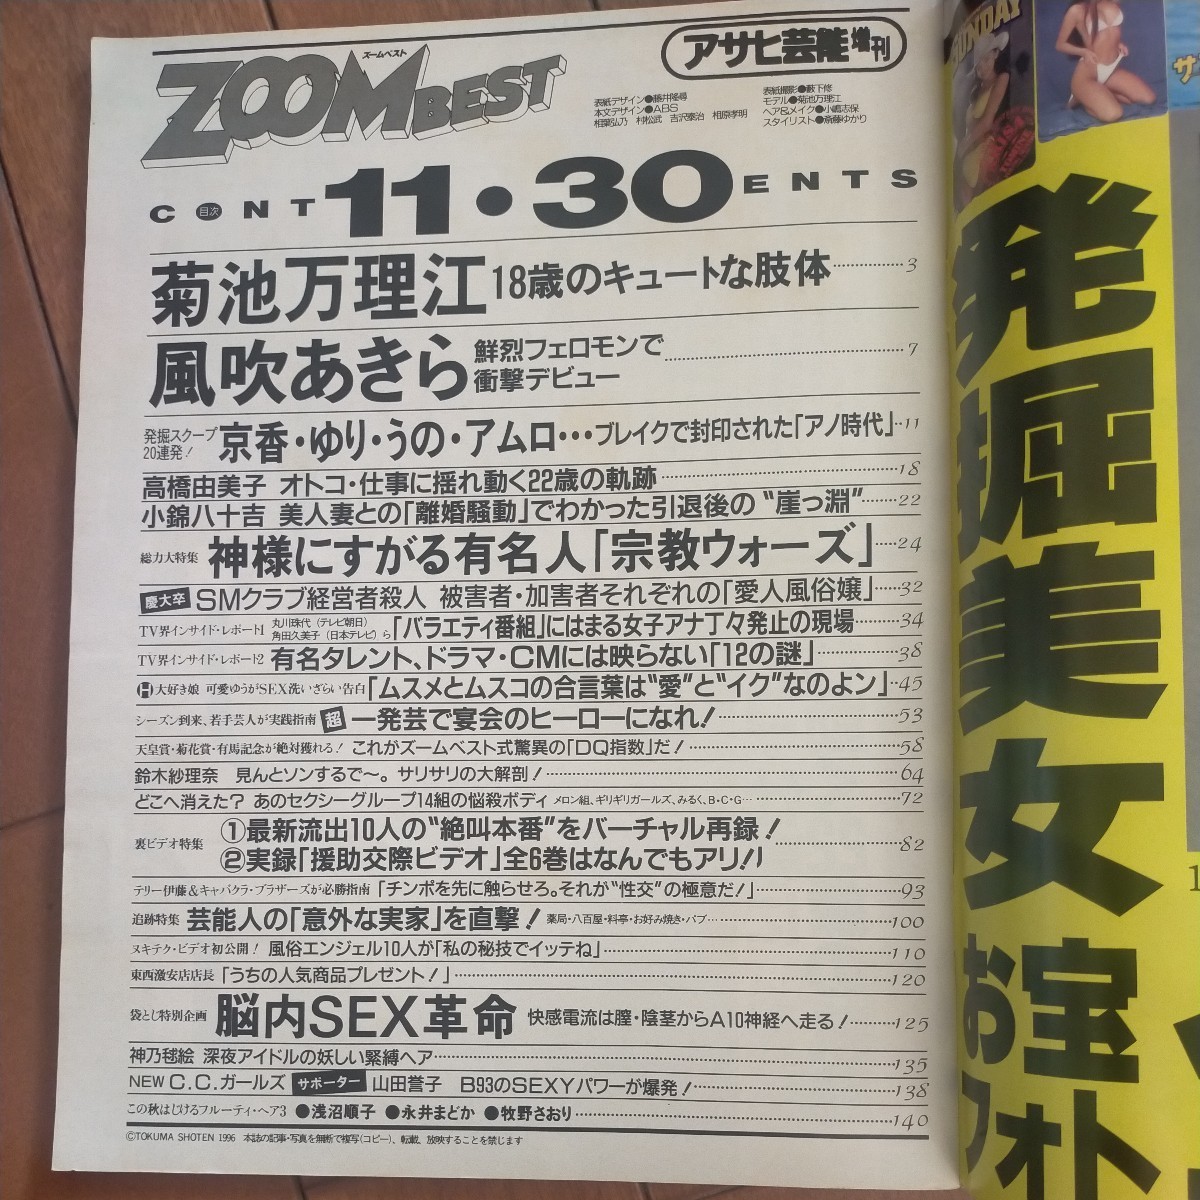 ズームベスト
ZOOM BEST
アサヒ芸能増刊
表紙デザイン●藤井隆尋
本文デザイン●ABS
相葉弘乃　村松武　吉沢泰治　相原孝明
表紙撮影●藪下修
モデル●菊池万理江
ヘア&メイク●小嶋志保
スタイリスト●斎藤ゆかり
CONTENTS 目次
11・30
菊池万理江 18歳のキュートな肢体 3
風吹あきら 鮮烈フェロモンで衝撃デビュー 7
発掘スクープ20連発! 京香・ゆり・うの・アムロ…ブレイクで封印された「アノ時代」 11
高橋由美子 オトコ・仕事に揺れ動く22歳の軌跡 18
小錦八十吉 美人妻との「離婚騒動」でわかった引退後の“崖っ淵” 22
総力大特集 神様にすがる有名人「宗教ウォーズ」 24
慶大卒 SMクラブ経営者殺人 被害者・加害者それぞれの「愛人風俗嬢」 32
TV界インサイド・レポート1 丸川珠代(テレビ朝日) 角田久美子(日本テレビ)ら「バラエティ番組」にはまる女子アナ丁々発止の現場 34
TV界インサイド・レポート2 有名タレント、ドラマ・CMには映らない「12の謎」 38
H大好き娘 可愛ゆうがSEX洗いざらい告白「ムスメとムスコの合言葉は“愛”と“イク”なのよン」 45
シーズン到来、若手芸人が実践指南 超 一発芸で宴会のヒーローになれ! 53
天皇賞・菊花賞・有馬記念が絶対獲れる! これがズームベスト式驚異の「DQ指数」だ! 58
鈴木紗理奈 見んとソンするで〜。サリサリの大解剖! 64
どこへ消えた? あのセクシーグループ14組の悩殺ボディ メロン組、ギリギリガールズ、みるく、B・C・G… 72
裏ビデオ特集 ①最新流出10人の“絶叫本番”をバーチャル再録!
②実録「援助交際ビデオ」全6巻はなんでもアリ!! 82
テリー伊藤&キャバクラ・ブラザーズが必勝指南「チンポを先に触らせろ。それが“性交”の極意だ!」 93
追跡特集 芸能人の「意外な実家」を直撃! 薬局・八百屋・料亭・お好み焼き・パブ… 100
ヌキテク・ビデオ初公開! 風俗エンジェル10人が「私の秘技でイッテね」 110
東西激安店店長「うちの人気商品プレゼント!」 120
袋とじ特別企画 脳内SEX革命 快感電流は膣・陰茎からA10神経へ走る! 125
神乃毬絵 深夜アイドルの妖しい緊縛ヘア 135
NEW C.C.ガールズ サポーター 山田誉子 B93のSEXYパワーが爆発! 138
この秋はじけるフルーティ・ヘア3 ●浅沼順子 ●永井まどか ●牧野さおり 140
©TOKUMA SHOTEN 1996 本誌の記事・写真を無断で複写(コピー)、転載、放映することを禁じます
SUNDAY
発掘美女お宝フォト